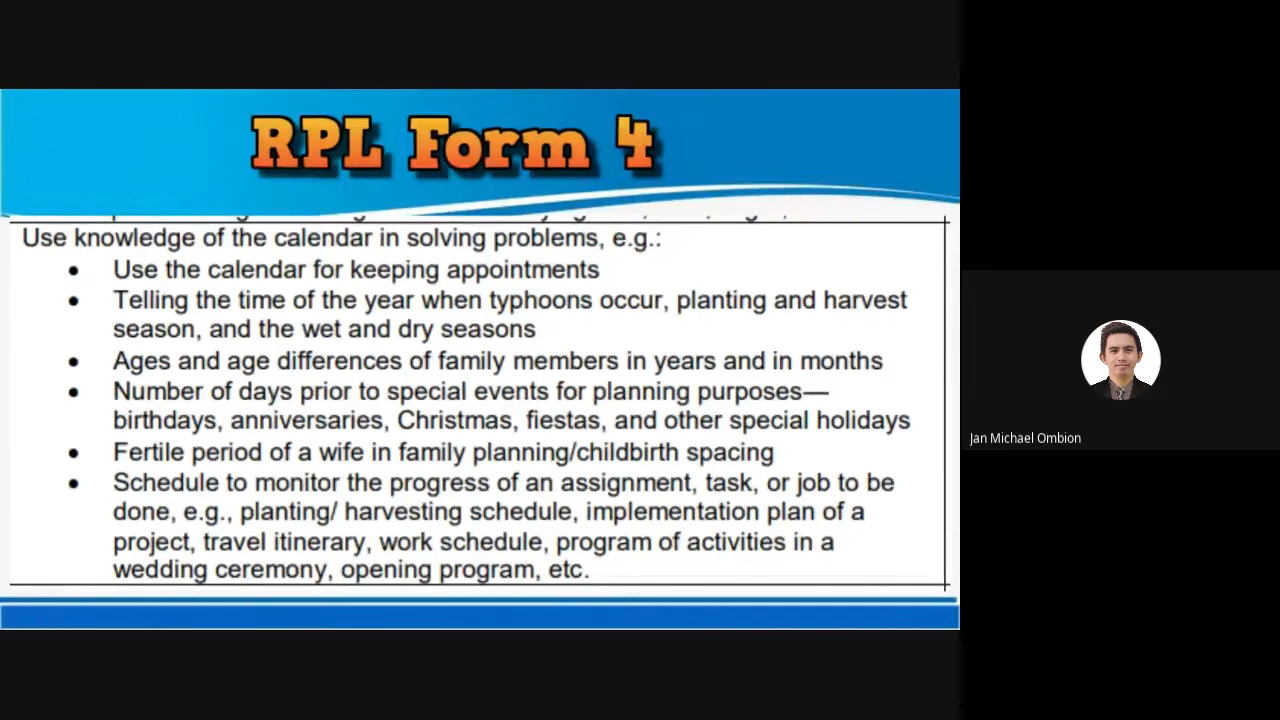 RPL Form 4
Use knowledge of the calendar in solving problems, e.g.:
• Use the calendar for keeping appointments
• Telling the time of the year when typhoons occur, planting and harvest
season, and the wet and dry seasons
• Ages and age differences of family members in years and in months
• Number of days prior to special events for planning purposes—
birthdays, anniversaries, Christmas, fiestas, and other special holidays
• Fertile period of a wife in family planning/childbirth spacing
• Schedule to monitor the progress of an assignment, task, or job to be
done, e.g., planting/ harvesting schedule, implementation plan of a
project, travel itinerary, work schedule, program of activities in a
wedding ceremony, opening program, etc.
Jan Michael Ombion